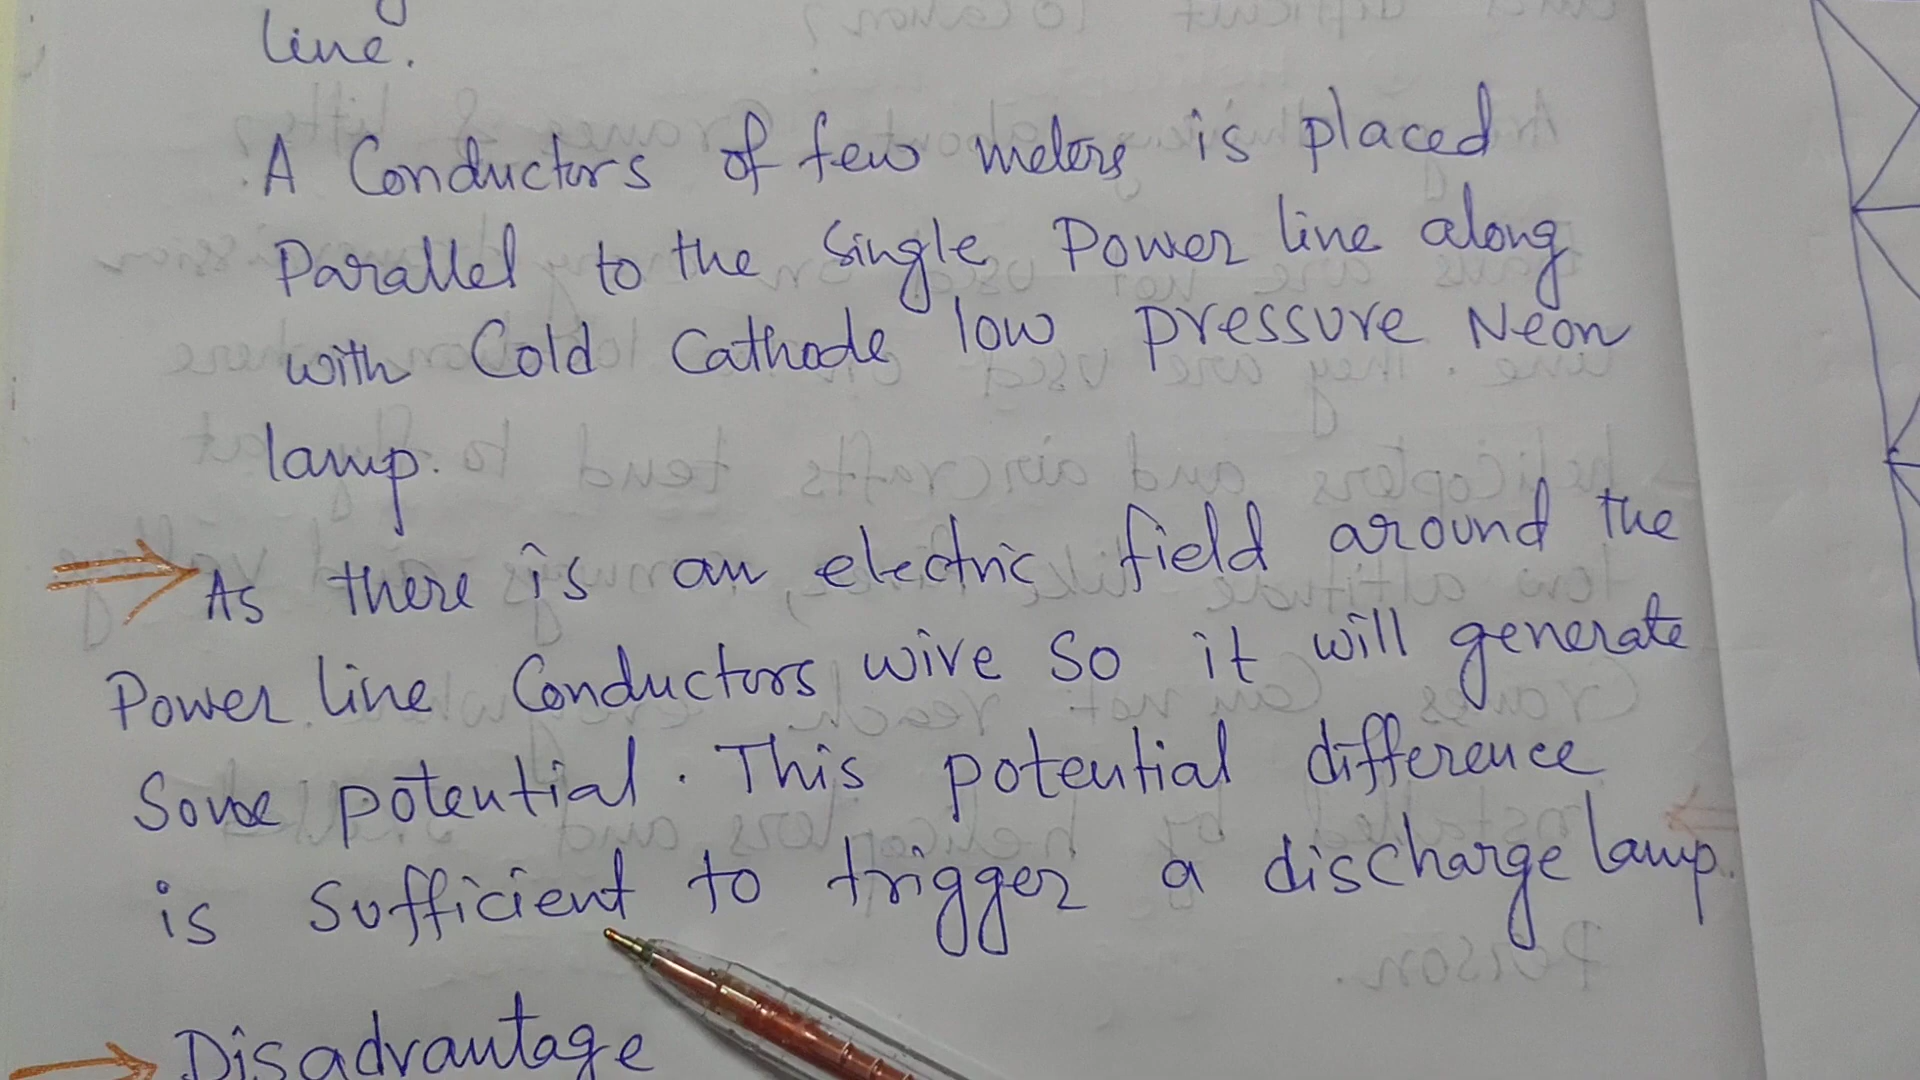 line.
A Conductors of few meters is placed
Parallel to the Single Power line along
with Cold Cathode low pressure Neon
lamp.
As there is an electric field around the
Power line Conductors wire So it will generate
Some potential. This potential difference
is Sufficient to trigger a discharge lamp.
Disadvantage